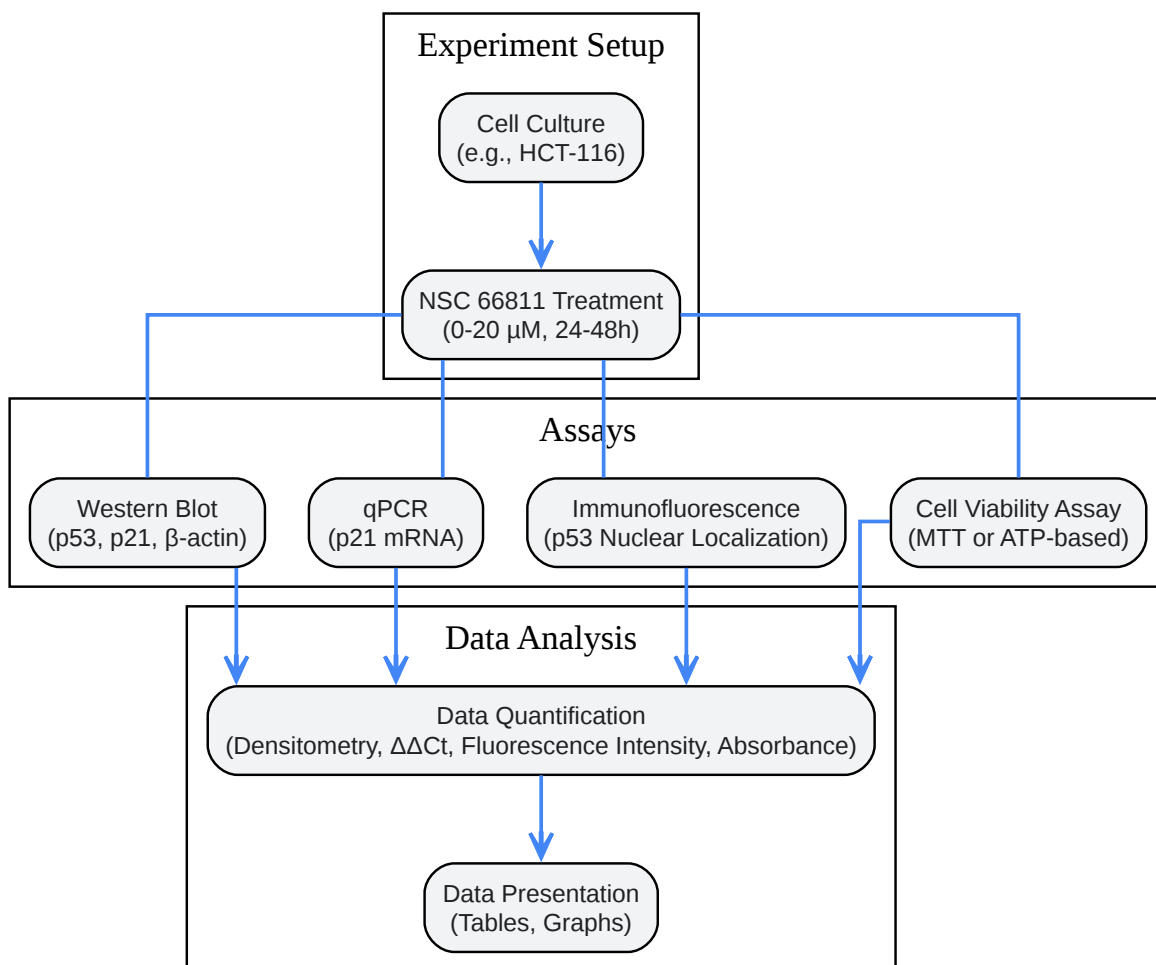 Experiment Setup
Cell Culture
(e.g., HCT-116)
NSC 66811 Treatment
(0-20 µM, 24-48h)
Assays
Western Blot
(p53, p21, β-actin)
qPCR
(p21 mRNA)
Immunofluorescence
(p53 Nuclear Localization)
Cell Viability Assay
(MTT or ATP-based)
Data Analysis
Data Quantification
(Densitometry, ΔΔCt, Fluorescence Intensity, Absorbance)
Data Presentation
(Tables, Graphs)